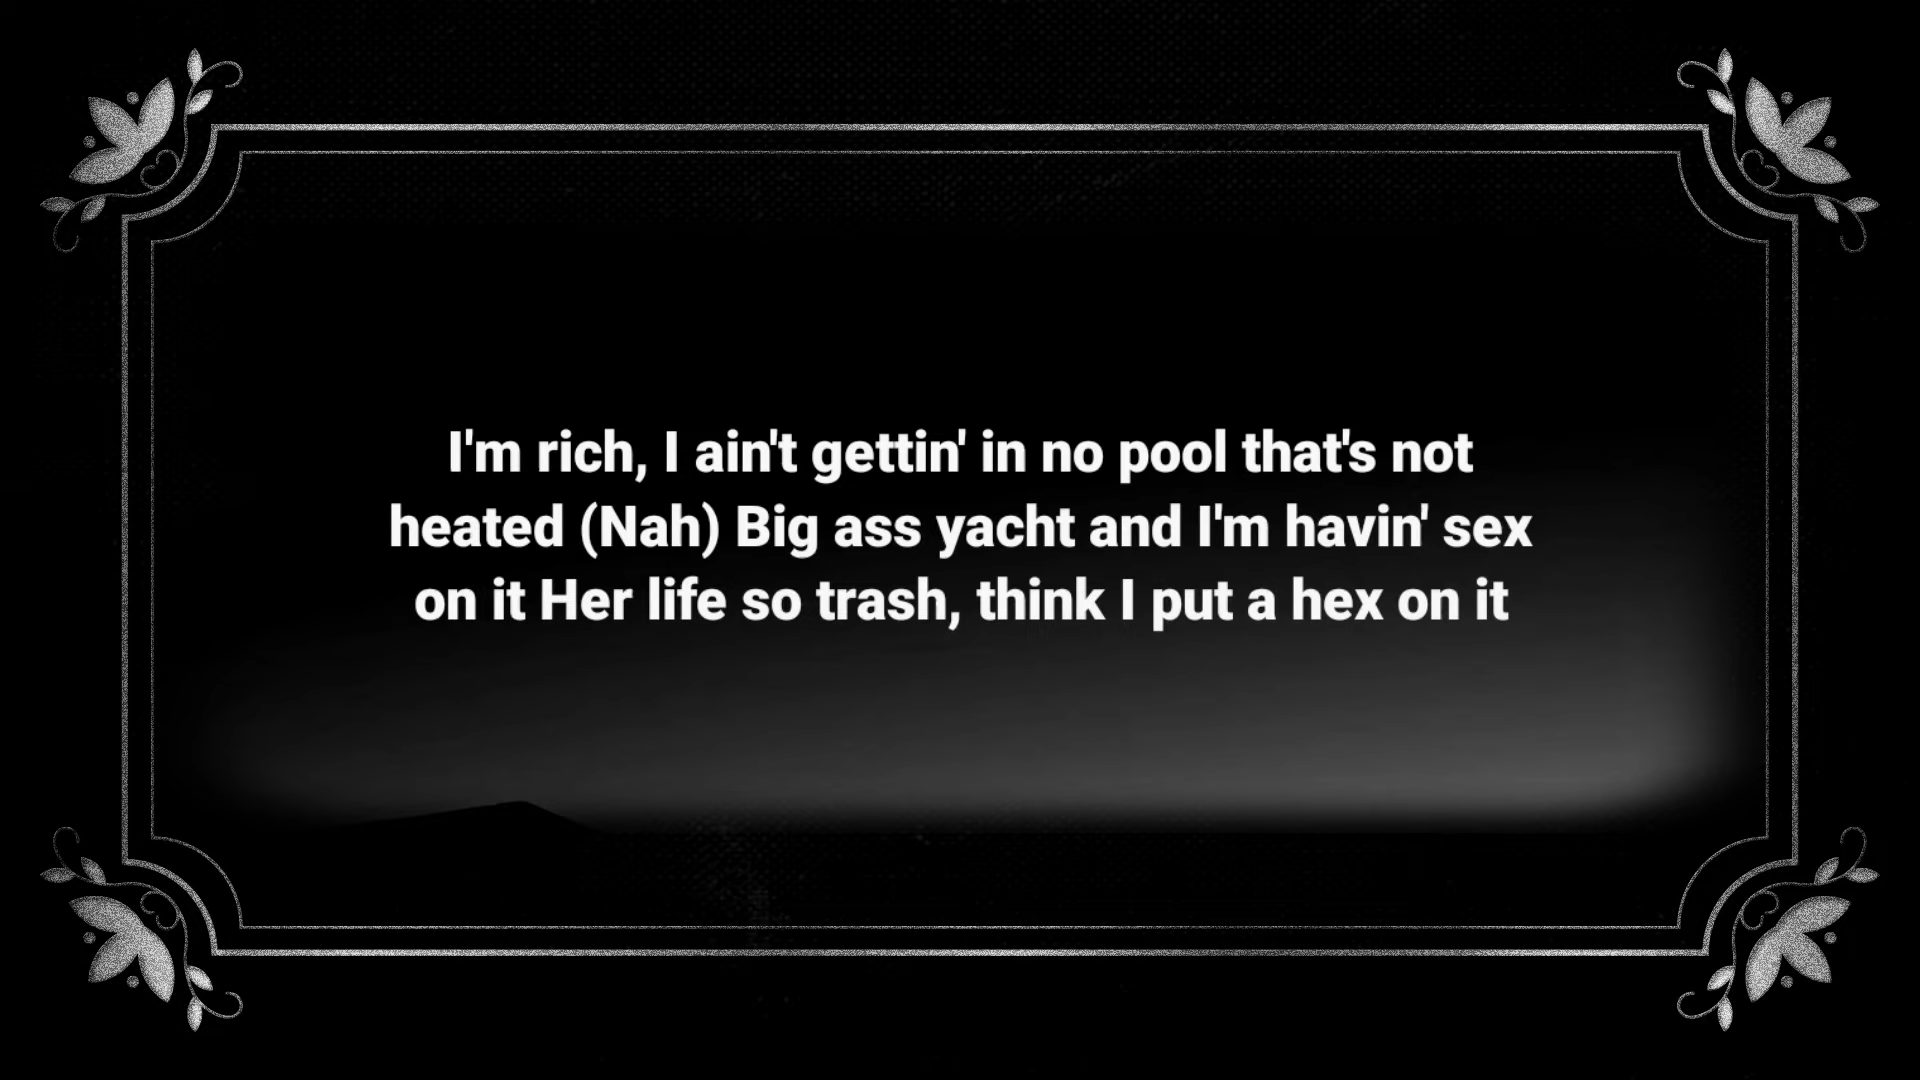 I'm rich, I ain't gettin' in no pool that's not
heated (Nah) Big ass yacht and I'm havin' sex
on it Her life so trash, think I put a hex on it